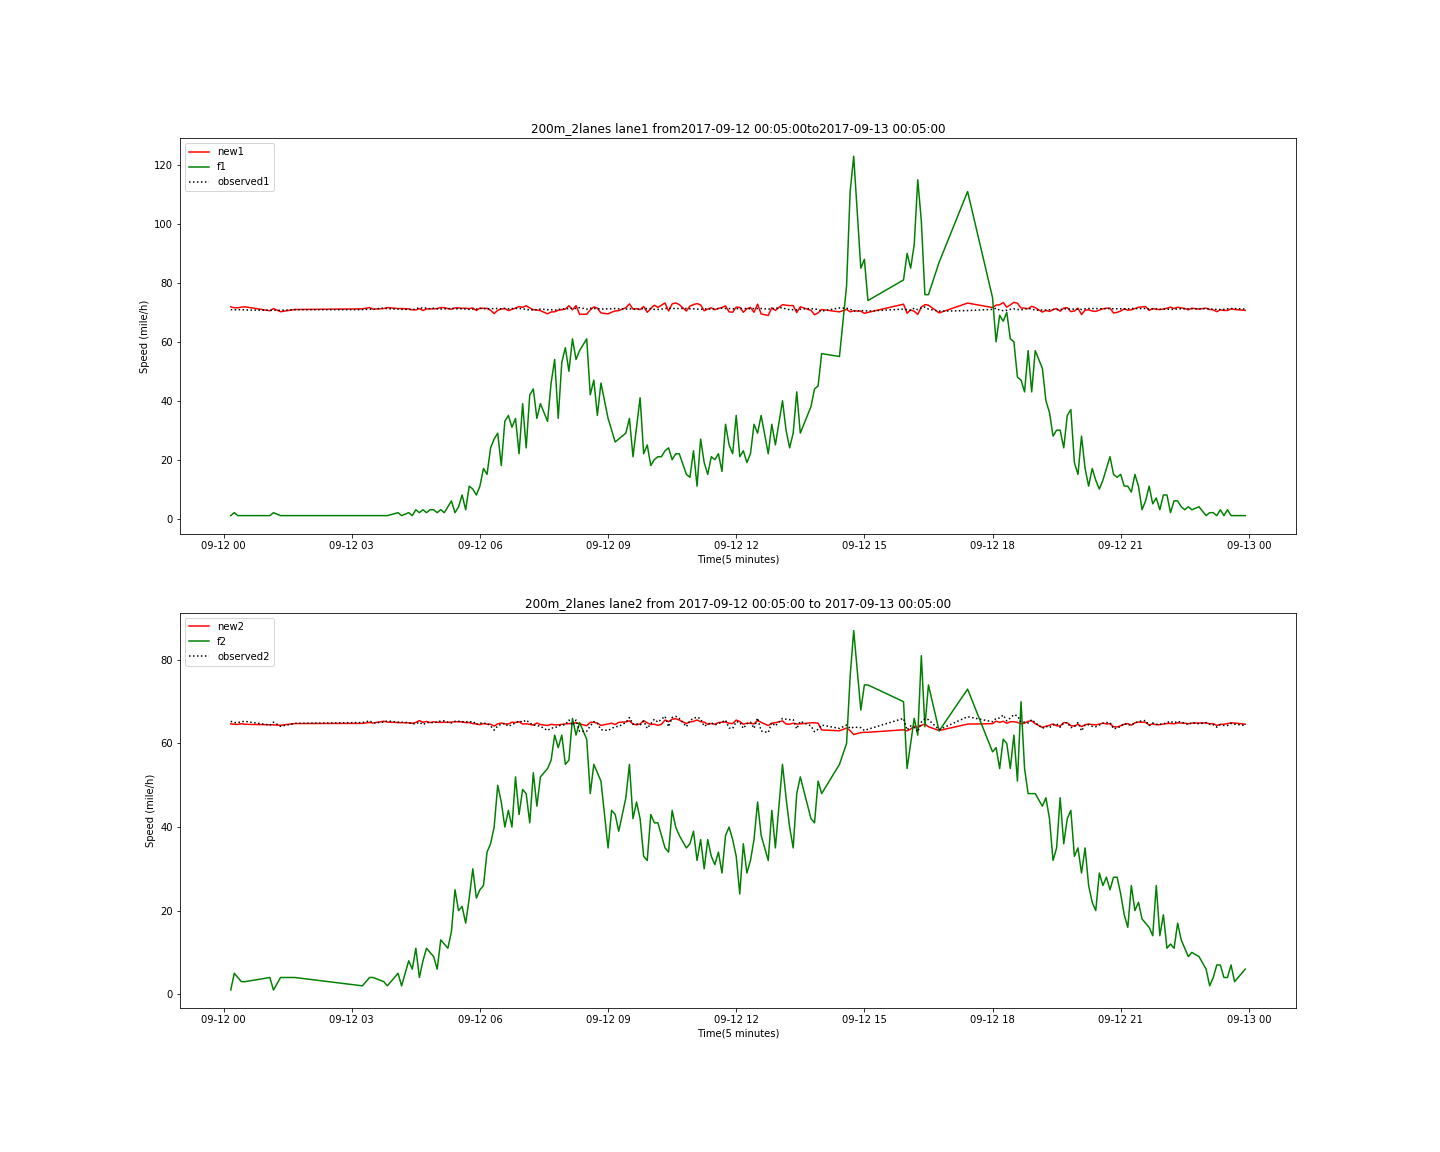 200m_2lanes lane1 from2017-09-12 00:05:00to2017-09-13 00:05:00
new1
f1
observed1
120
100
80
60
40
20
0
Speed (mile/h)
09-12 00 09-12 03 09-12 06 09-12 09 09-12 12 09-12 15 09-12 18 09-12 21 09-13 00
Time(5 minutes)
200m_2lanes lane2 from 2017-09-12 00:05:00 to 2017-09-13 00:05:00
new2
f2
observed2
80
60
40
20
0
Speed (mile/h)
09-12 00 09-12 03 09-12 06 09-12 09 09-12 12 09-12 15 09-12 18 09-12 21 09-13 00
Time(5 minutes)